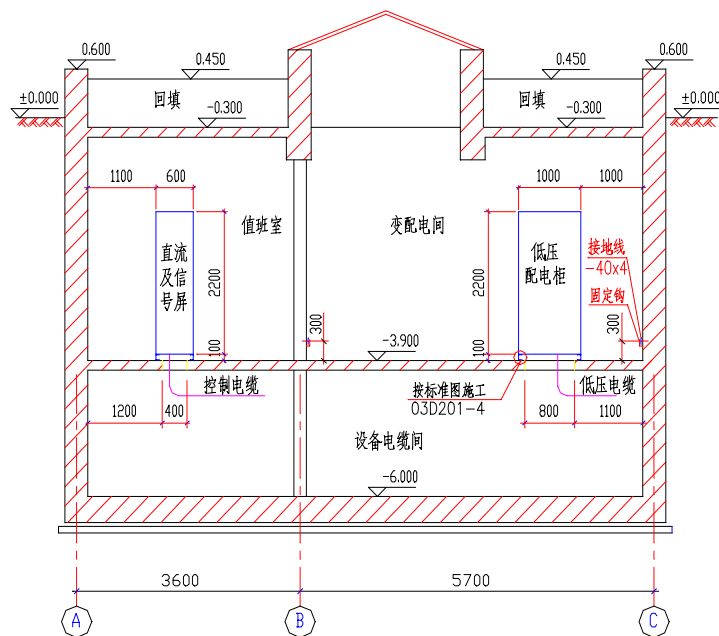 0.600
0.450
0.450
0.600
±0.000
回填
-0.300
回填
-0.300
±0.000
1100
600
1000
1000
值班室
变配电间
直流
及信
号屏
2200
2200
低压
配电柜
接地线
-40x4
固定钩
300
300
100
100
-3.900
控制电缆
按标准图施工
03D201-4
低压电缆
1200
400
800
1100
设备电缆间
-6.000
3600
5700
A
B
C